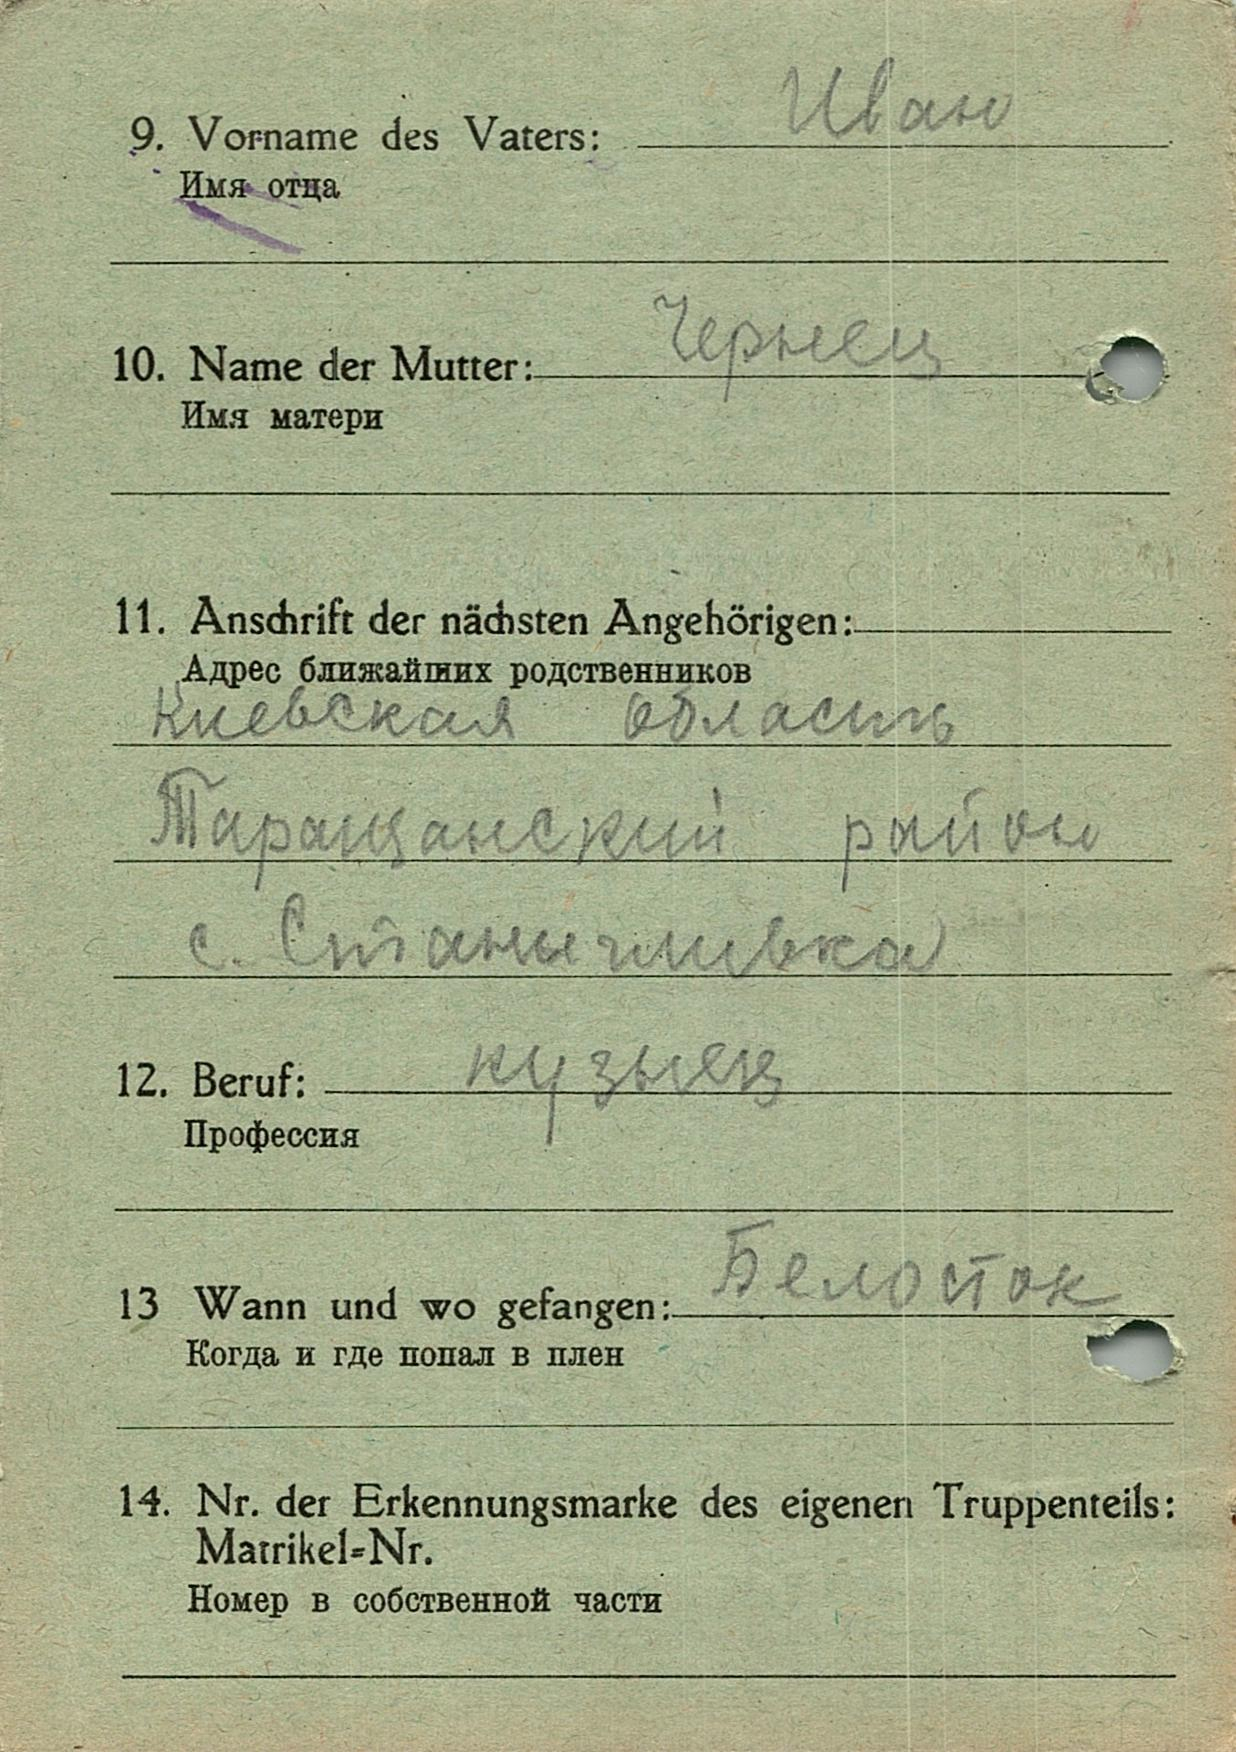 9. Vorname des Vaters: Иван
Имя отца
10. Name der Mutter: Чернец
Имя матери
11. Anschrift der nächsten Angehörigen:
Адрес ближайших родственников
Киевская область
Таращанский район
с. Станишивка
12. Beruf: кузнец
Профессия
13 Wann und wo gefangen: Белосток
Когда и где попал в плен
14. Nr. der Erkennungsmarke des eigenen Truppenteils:
Matrikel=Nr.
Номер в собственной части